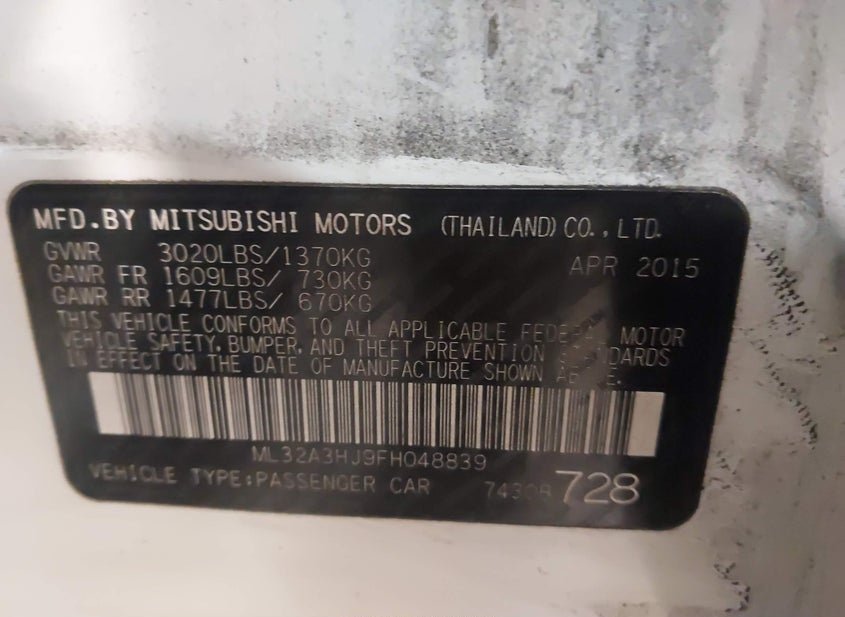 MFD.BY MITSUBISHI MOTORS (THAILAND) CO., LTD.
GVWR 3020LBS/1370KG APR 2015
GAWR FR 1609LBS/ 730KG
GAWR RR 1477LBS/ 670KG
THIS VEHICLE CONFORMS TO ALL APPLICABLE FEDERAL MOTOR
VEHICLE SAFETY, BUMPER, AND THEFT PREVENTION STANDARDS
IN EFFECT ON THE DATE OF MANUFACTURE SHOWN ABOVE.
ML32A3HJ9FH048839
VEHICLE TYPE:PASSENGER CAR 728